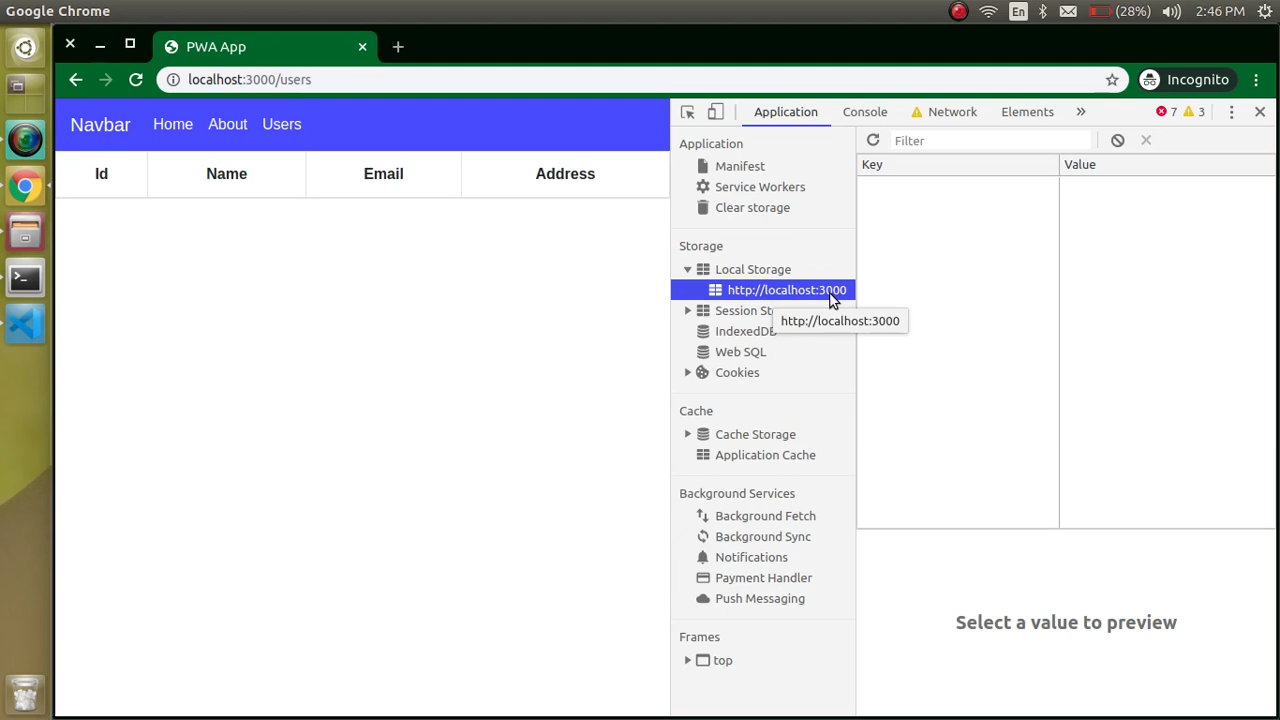 Google Chrome
En
(28%)
2:46 PM
PWA App
localhost:3000/users
Incognito
Navbar
Home
About
Users
Id
Name
Email
Address
Application
Console
Network
Elements
7
3
Application
Manifest
Service Workers
Clear storage
Storage
Local Storage
http://localhost:3000
Session St
http://localhost:3000
IndexedDB
Web SQL
Cookies
Cache
Cache Storage
Application Cache
Background Services
Background Fetch
Background Sync
Notifications
Payment Handler
Push Messaging
Frames
top
Filter
Key
Value
Select a value to preview